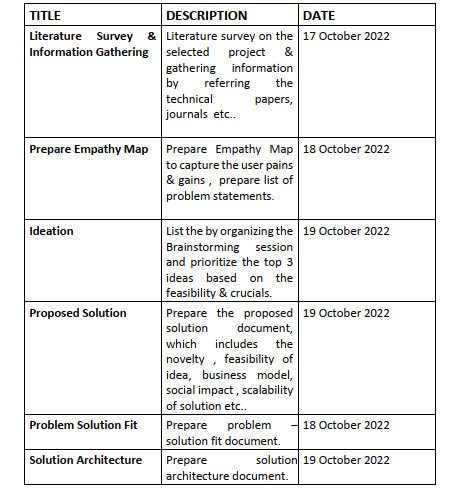 TITLE DESCRIPTION DATE
Literature Survey & Information Gathering
Literature survey on the
selected project &
gathering information
by referring the
technical papers,
journals etc..
17 October 2022
Prepare Empathy Map
Prepare Empathy Map
to capture the user pains
& gains , prepare list of
problem statements.
18 October 2022
Ideation
List the by organizing the
Brainstorming session
and prioritize the top 3
ideas based on the
feasibility & crucials.
19 October 2022
Proposed Solution
Prepare the proposed
solution document,
which includes the
novelty , feasibility of
idea, business model,
social impact , scalability
of solution etc..
19 October 2022
Problem Solution Fit
Prepare problem –
solution fit document.
18 October 2022
Solution Architecture
Prepare solution
architecture document.
19 October 2022